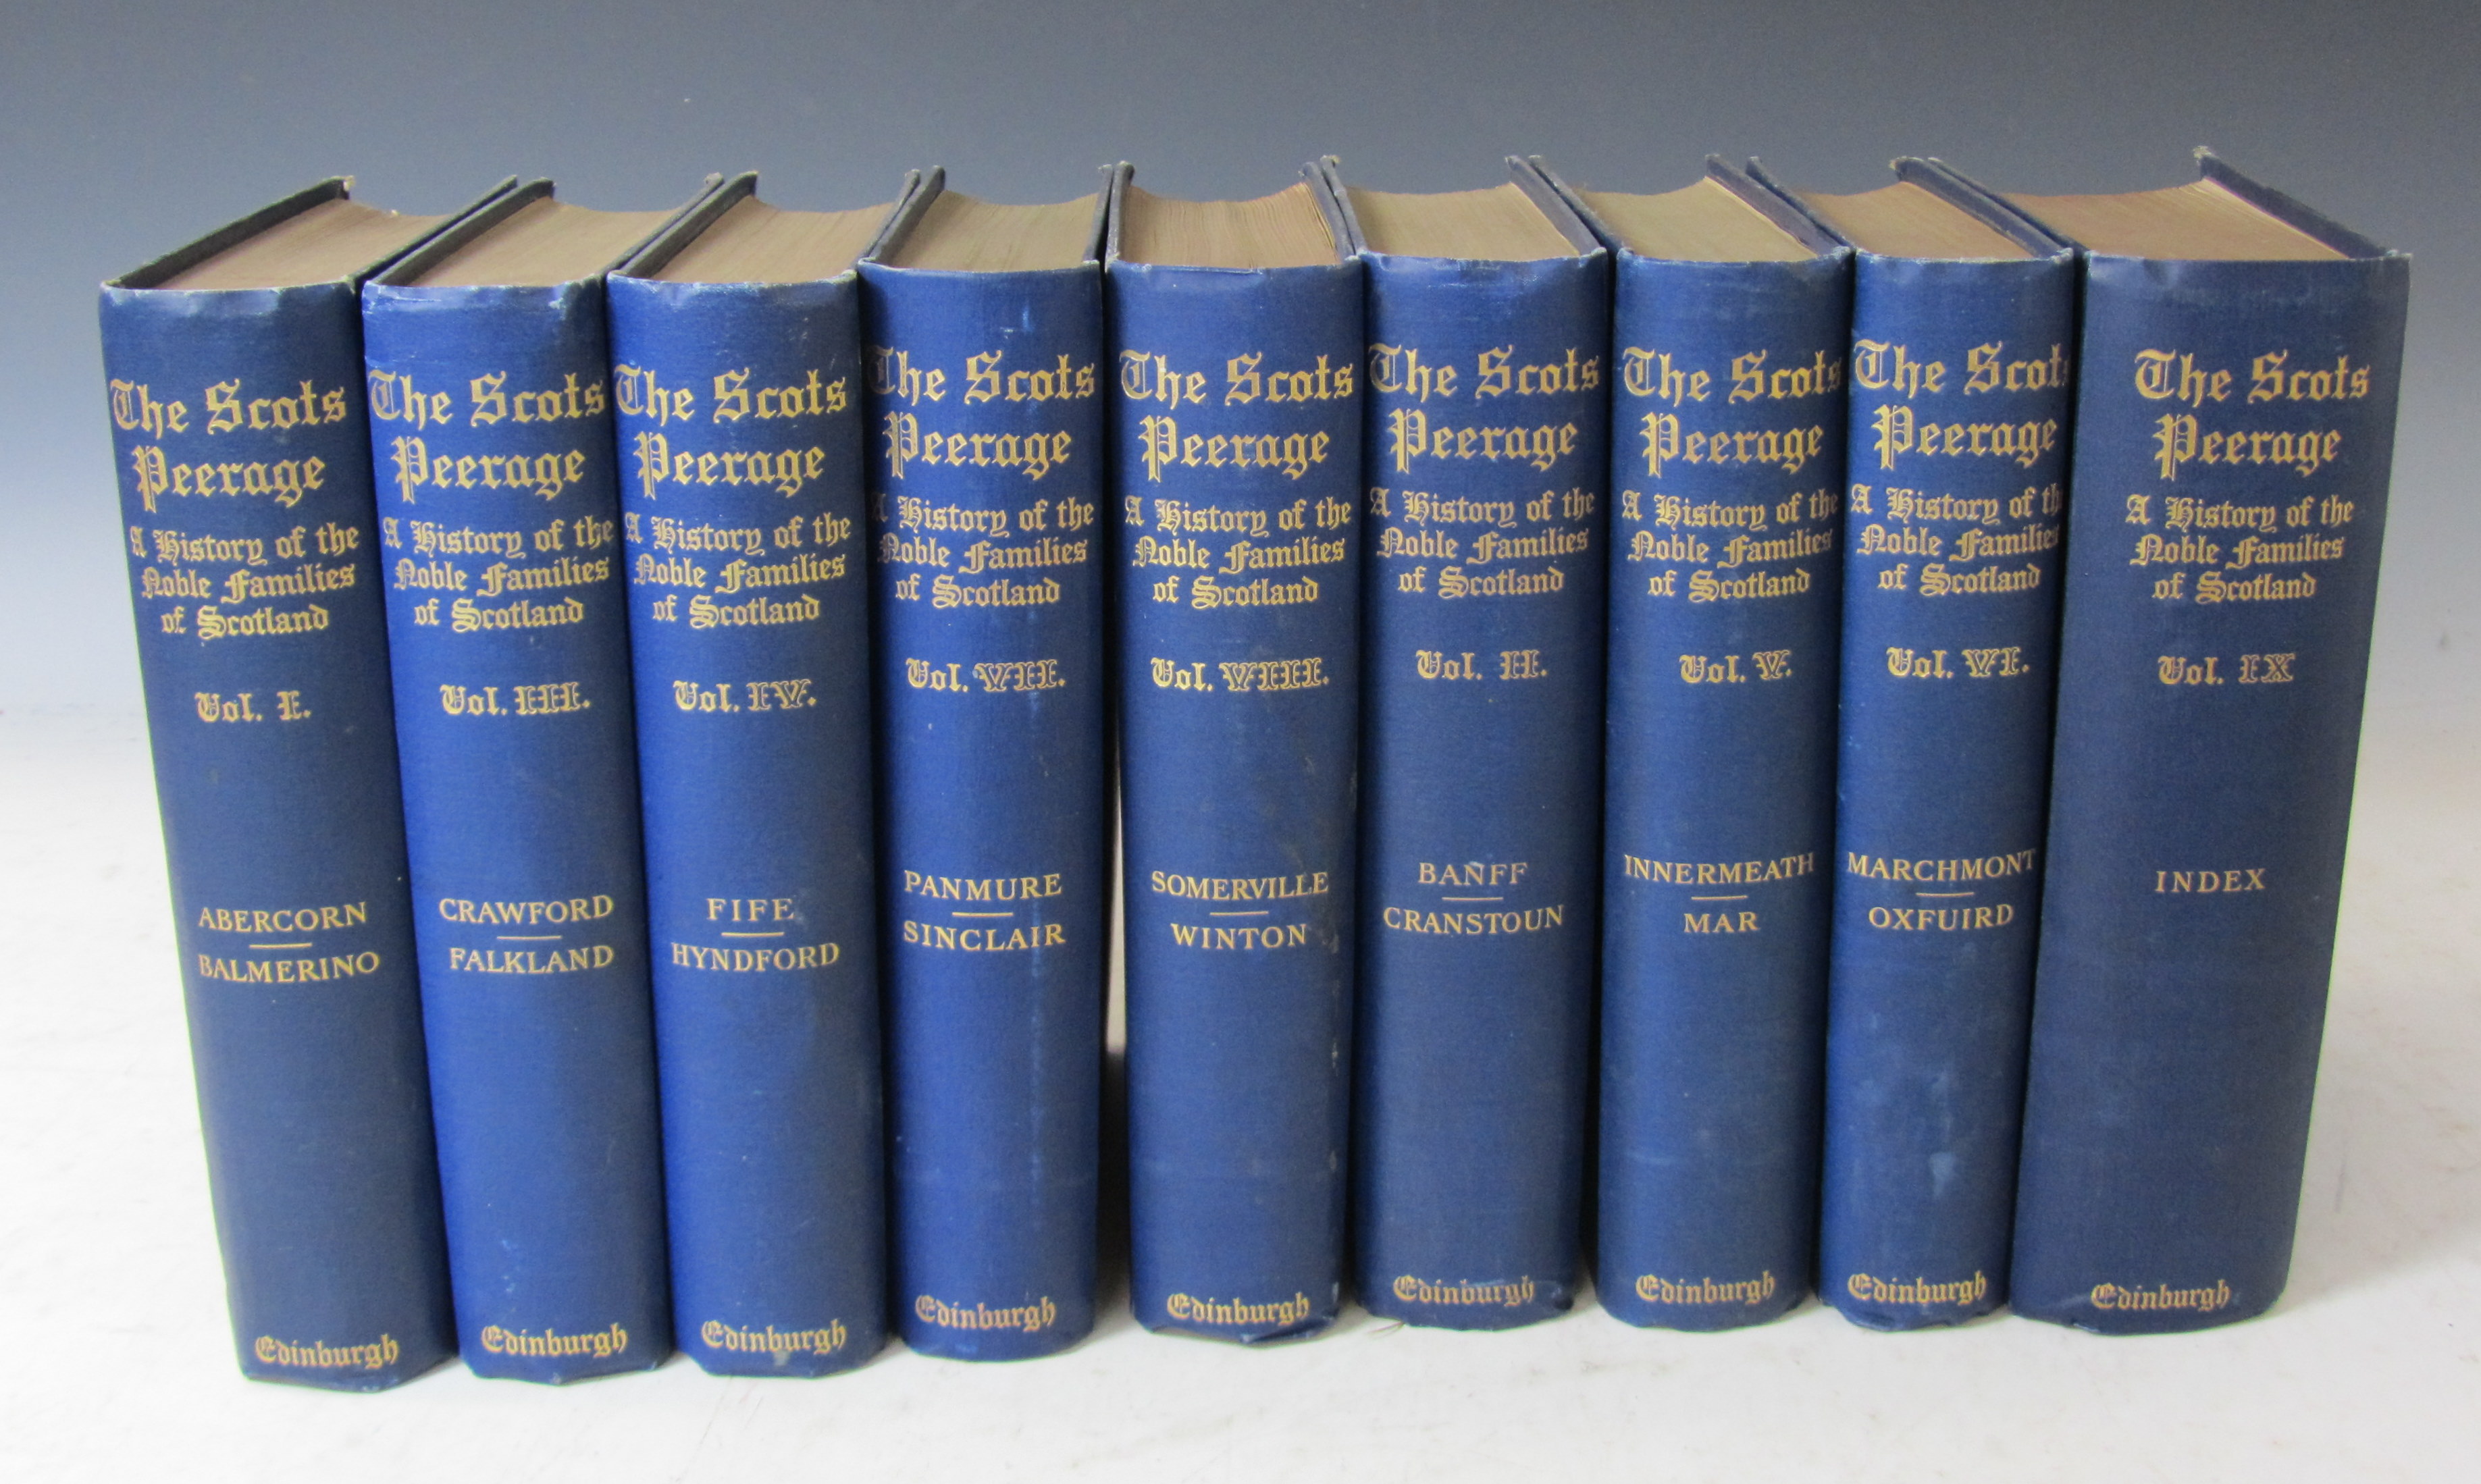 The Scots
Peerage
A History of the
Noble Families
of Scotland
Vol. I.
ABERCORN
BALMERINO
Edinburgh
The Scots
Peerage
A History of the
Noble Families
of Scotland
Vol. III.
CRAWFORD
FALKLAND
Edinburgh
The Scots
Peerage
A History of the
Noble Families
of Scotland
Vol. IV.
FIFE
HYNDFORD
Edinburgh
The Scots
Peerage
A History of the
Noble Families
of Scotland
Vol. VII.
PANMURE
SINCLAIR
Edinburgh
The Scots
Peerage
A History of the
Noble Families
of Scotland
Vol. VIII.
SOMERVILLE
WINTON
Edinburgh
The Scots
Peerage
A History of the
Noble Families
of Scotland
Vol. II.
BANFF
CRANSTOUN
Edinburgh
The Scots
Peerage
A History of the
Noble Families
of Scotland
Vol. V.
INNERMEATH
MAR
Edinburgh
The Scots
Peerage
A History of the
Noble Families
of Scotland
Vol. VI.
MARCHMONT
OXFUIRD
Edinburgh
The Scots
Peerage
A History of the
Noble Families
of Scotland
Vol. IX
INDEX
Edinburgh